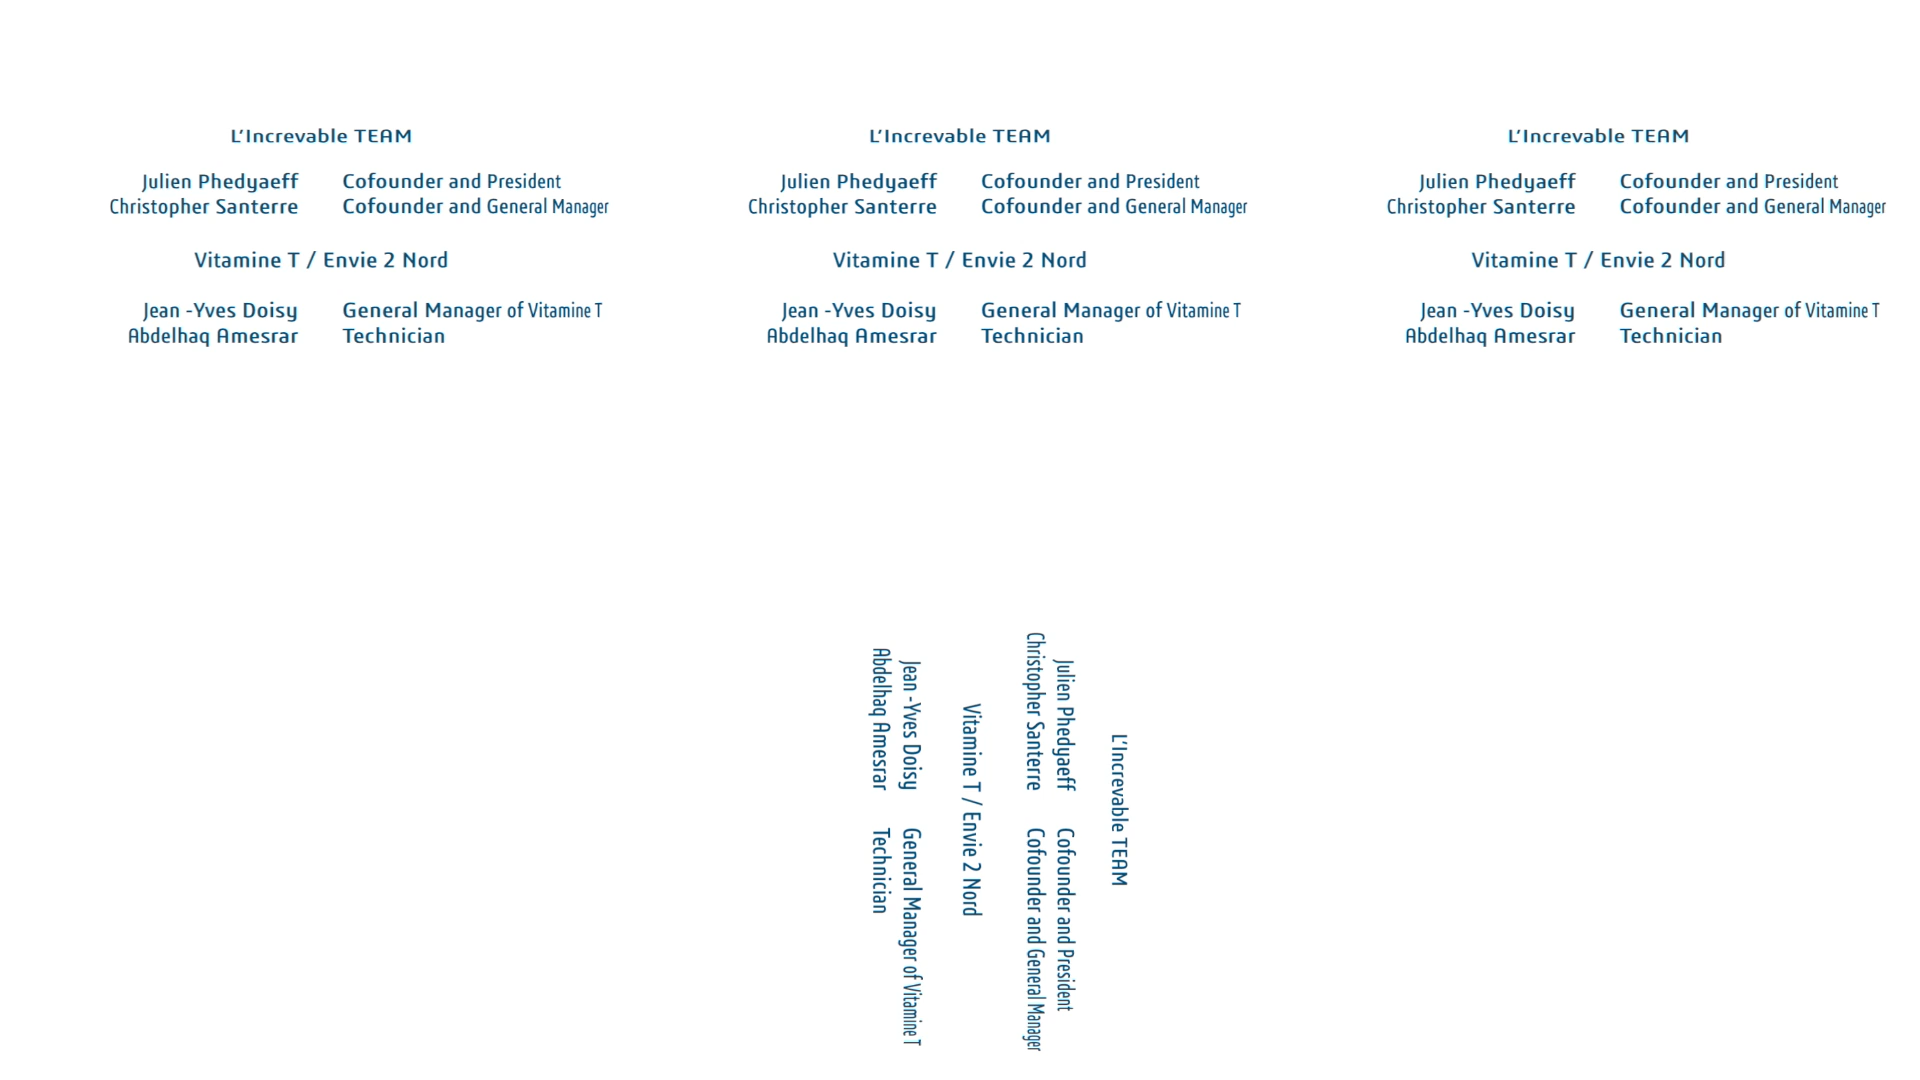 L'Increvable TEAM
Julien Phedyaeff Cofounder and President
Christopher Santerre Cofounder and General Manager
Vitamine T / Envie 2 Nord
Jean -Yves Doisy General Manager of Vitamine T
Abdelhaq Amesrar Technician
L'Increvable TEAM
Julien Phedyaeff Cofounder and President
Christopher Santerre Cofounder and General Manager
Vitamine T / Envie 2 Nord
Jean -Yves Doisy General Manager of Vitamine T
Abdelhaq Amesrar Technician
L'Increvable TEAM
Julien Phedyaeff Cofounder and President
Christopher Santerre Cofounder and General Manager
Vitamine T / Envie 2 Nord
Jean -Yves Doisy General Manager of Vitamine T
Abdelhaq Amesrar Technician
L'Increvable TEAM
Julien Phedyaeff Cofounder and President
Christopher Santerre Cofounder and General Manager
Vitamine T / Envie 2 Nord
Jean -Yves Doisy General Manager of Vitamine T
Abdelhaq Amesrar Technician